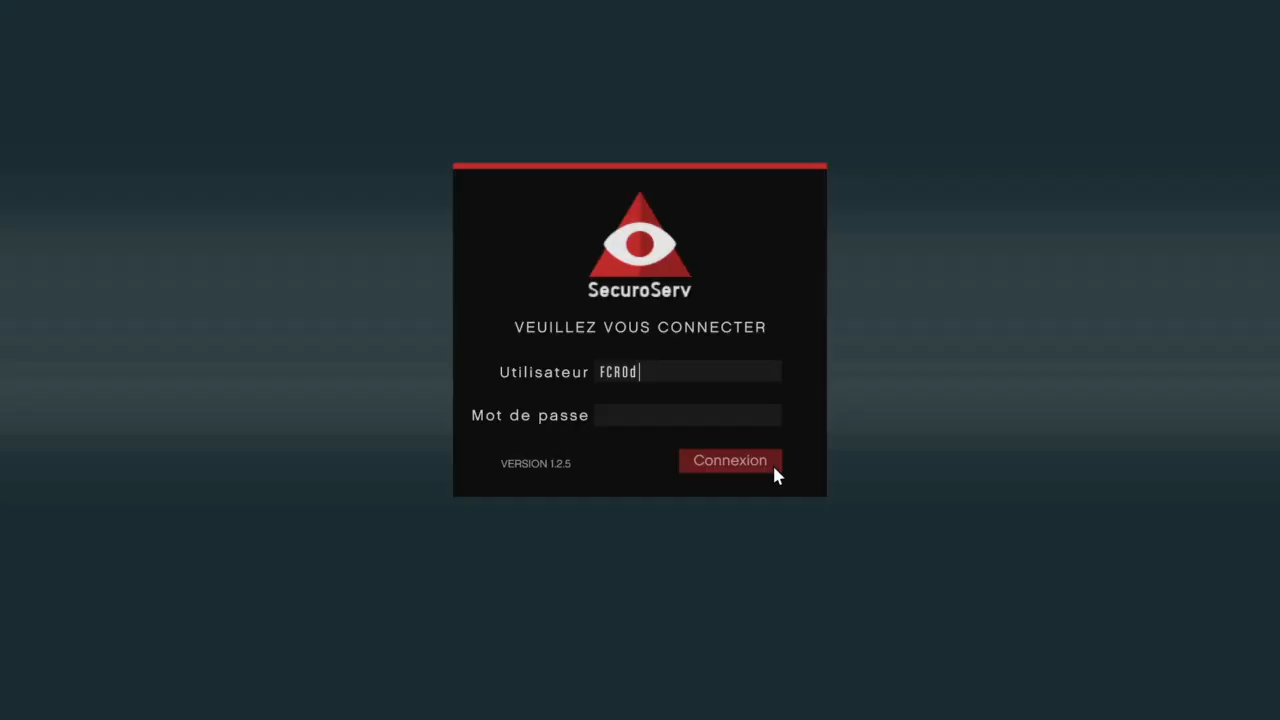 SecuroServ
VEUILLEZ VOUS CONNECTER
Utilisateur FCR0d
Mot de passe
VERSION 1.2.5 Connexion